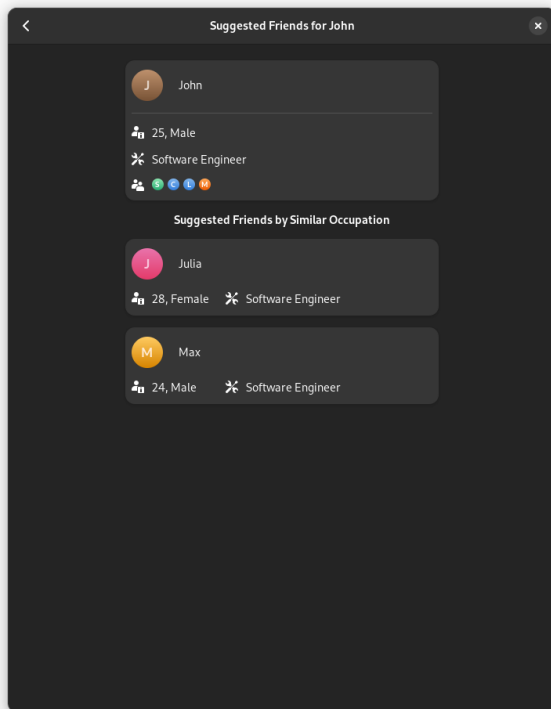 Suggested Friends for John
J John
25, Male
Software Engineer
S C L M
Suggested Friends by Similar Occupation
J Julia
28, Female Software Engineer
M Max
24, Male Software Engineer